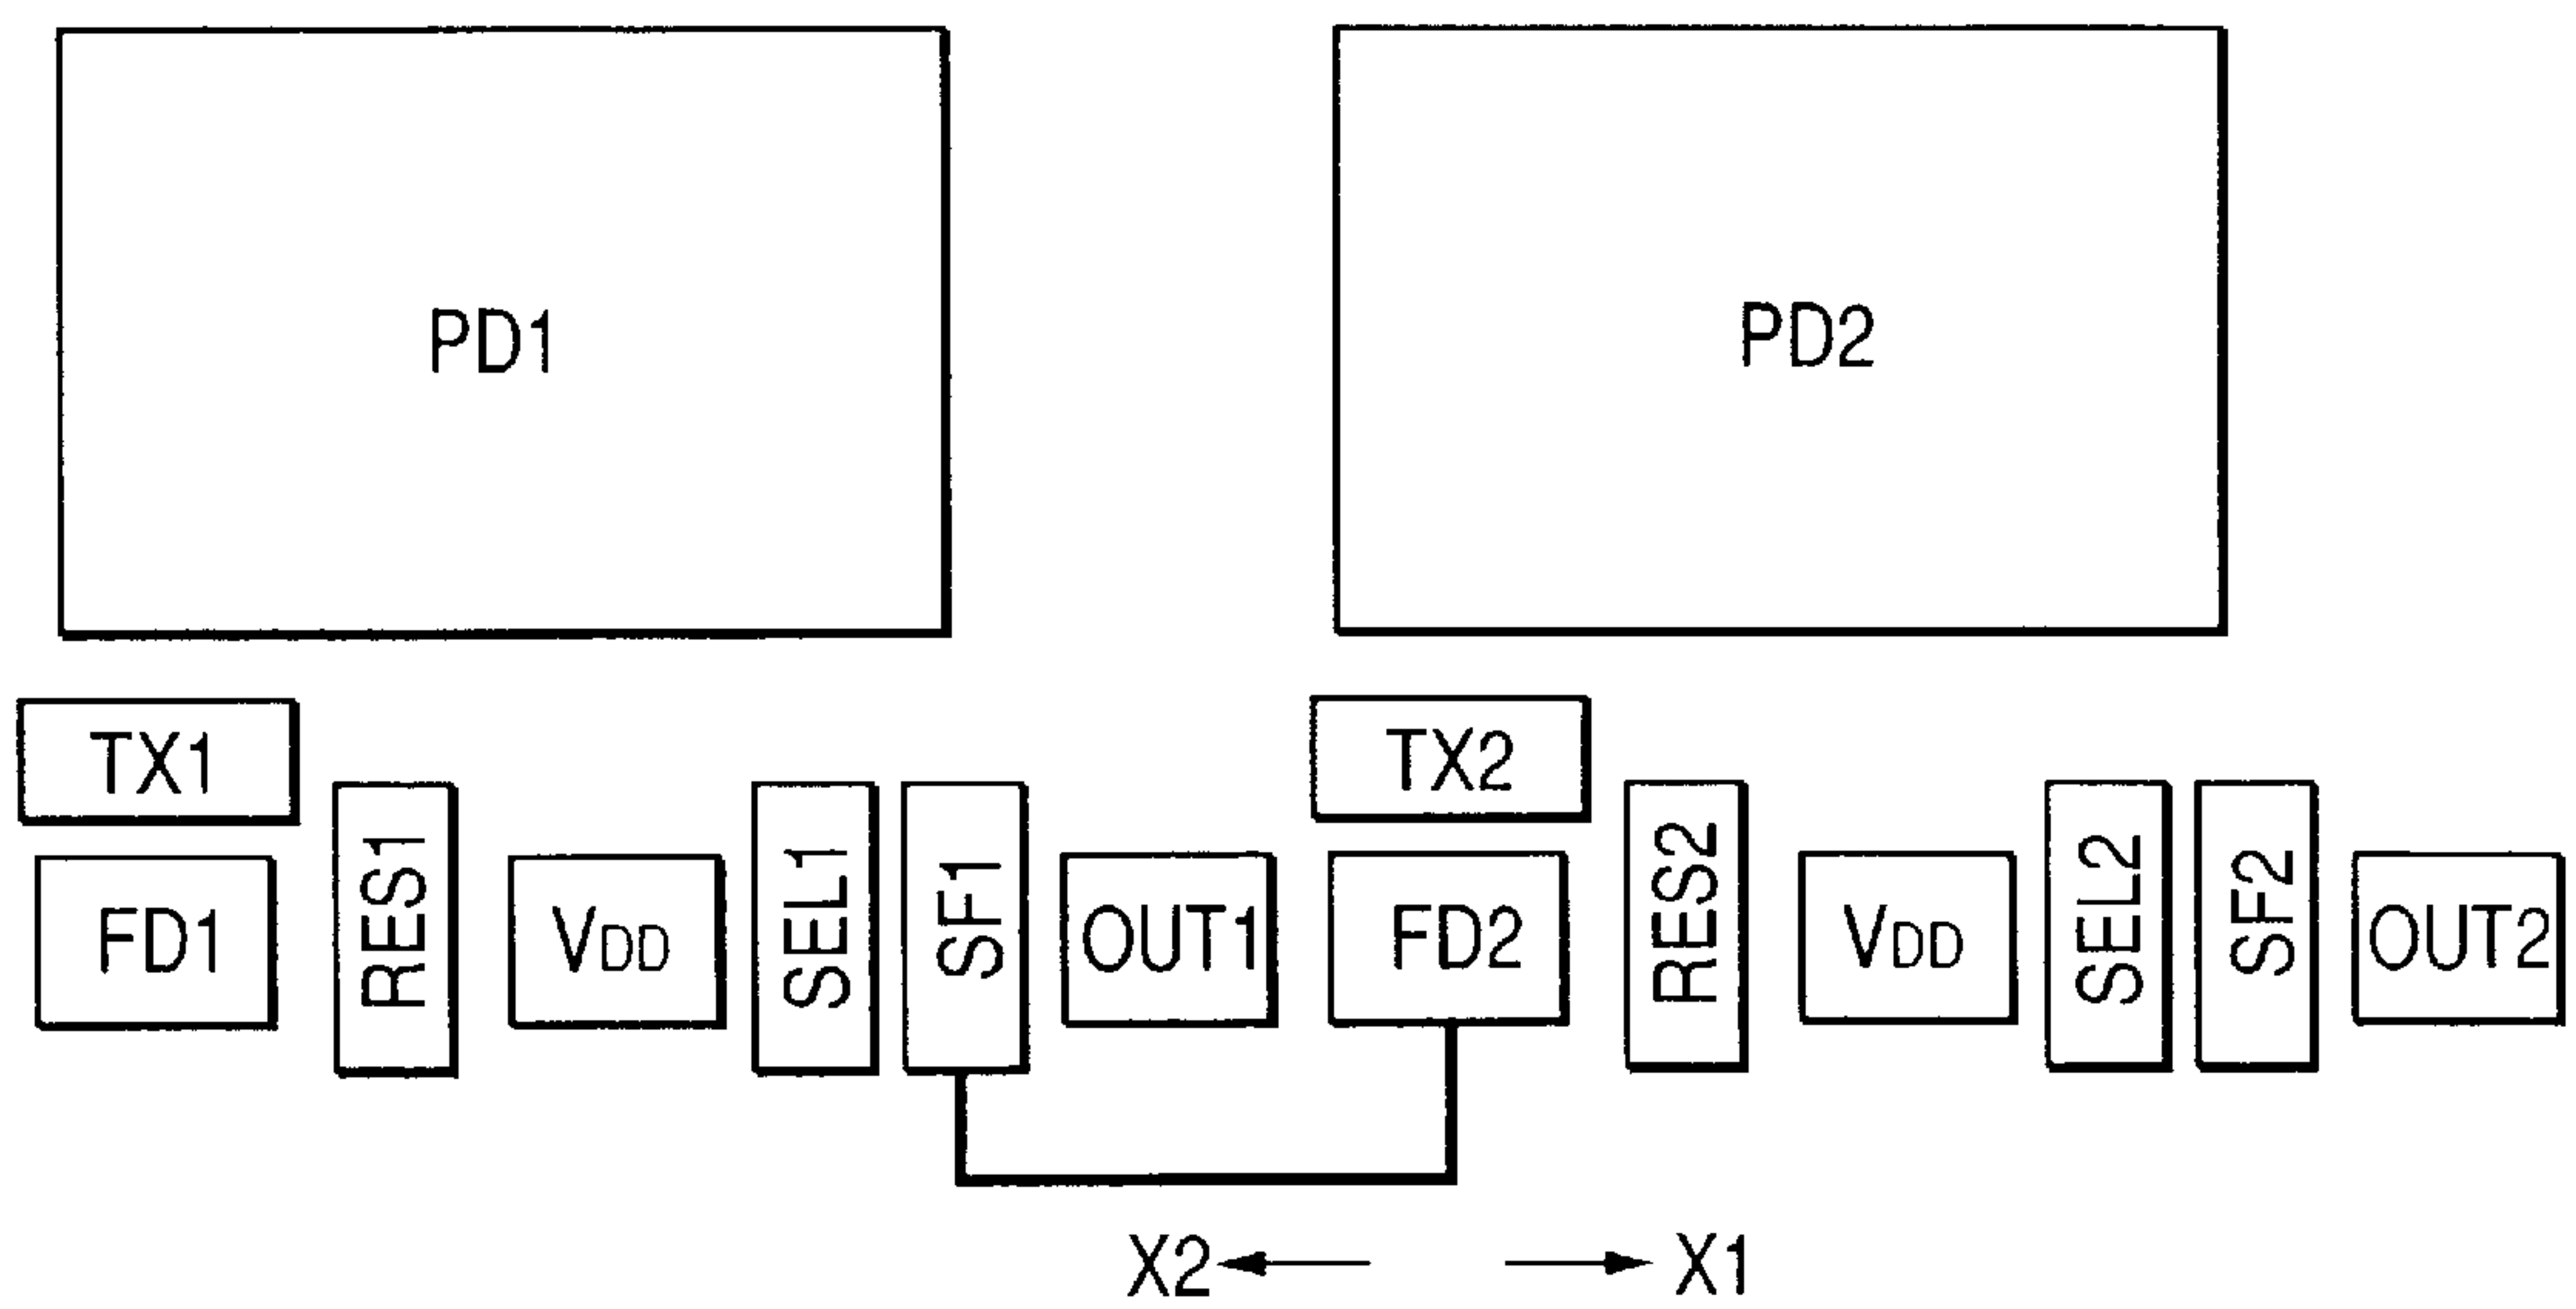 PD1
PD2
TX1
TX2
FD1
RES1
VDD
SEL1
SF1
OUT1
FD2
RES2
VDD
SEL2
SF2
OUT2
X2
X1